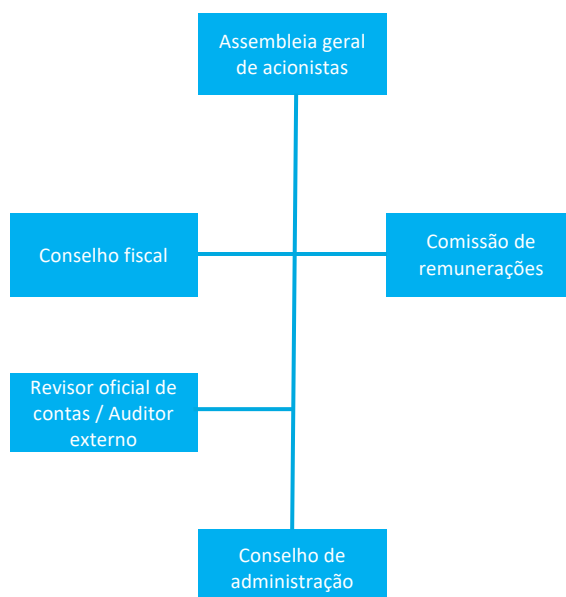 Assembleia geral
de acionistas
Conselho fiscal
Comissão de
remunerações
Revisor oficial de
contas / Auditor
externo
Conselho de
administração